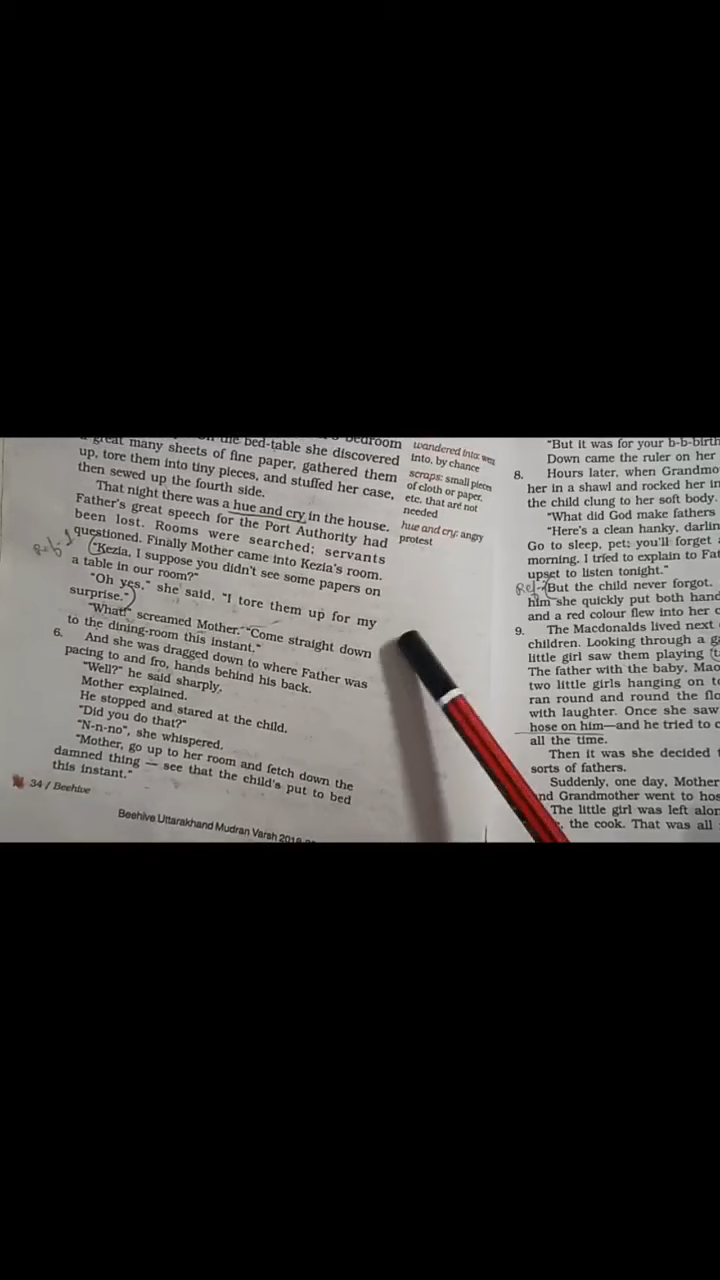 the bed-table she discovered
bedroom
great many sheets of fine paper, gathered them
up, tore them into tiny pieces, and stuffed her case,
then sewed up the fourth side.
That night there was a hue and cry in the house.
Father's great speech for the Port Authority had
been lost. Rooms were searched; servants
questioned. Finally Mother came into Kezia's room.
"Kezia, I suppose you didn't see some papers on
a table in our room?"
"Oh yes," she said, "I tore them up for my
surprise."
"What!" screamed Mother. "Come straight down
to the dining-room this instant."
6. And she was dragged down to where Father was
pacing to and fro, hands behind his back.
"Well?" he said sharply.
Mother explained.
He stopped and stared at the child.
"Did you do that?"
"N-n-no", she whispered.
"Mother, go up to her room and fetch down the
damned thing — see that the child's put to bed
this instant."
34 / Beehive
Beehive.Uttarakhand Mudran Varsh
wandered into: went
into, by chance
scraps: small pieces
of cloth or paper,
etc. that are not
needed
hue and cry: angry
protest
"But it was for your b-b-birth
Down came the ruler on her
8. Hours later, when Grandmo
her in a shawl and rocked her in
the child clung to her soft body.
"What did God make fathers
"Here's a clean hanky, darlin
Go to sleep, pet; you'll forget
morning. I tried to explain to Fat
upset to listen tonight."
But the child never forgot.
him she quickly put both hand
and a red colour flew into her c
9. The Macdonalds lived next
children. Looking through a ga
little girl saw them playing
The father with the baby, Mao
two little girls hanging on to
ran round and round the flo
with laughter. Once she saw
hose on him—and he tried to
all the time.
Then it was she decided t
sorts of fathers.
Suddenly, one day, Mother
nd Grandmother went to hos
The little girl was left alon
the cook. That was all